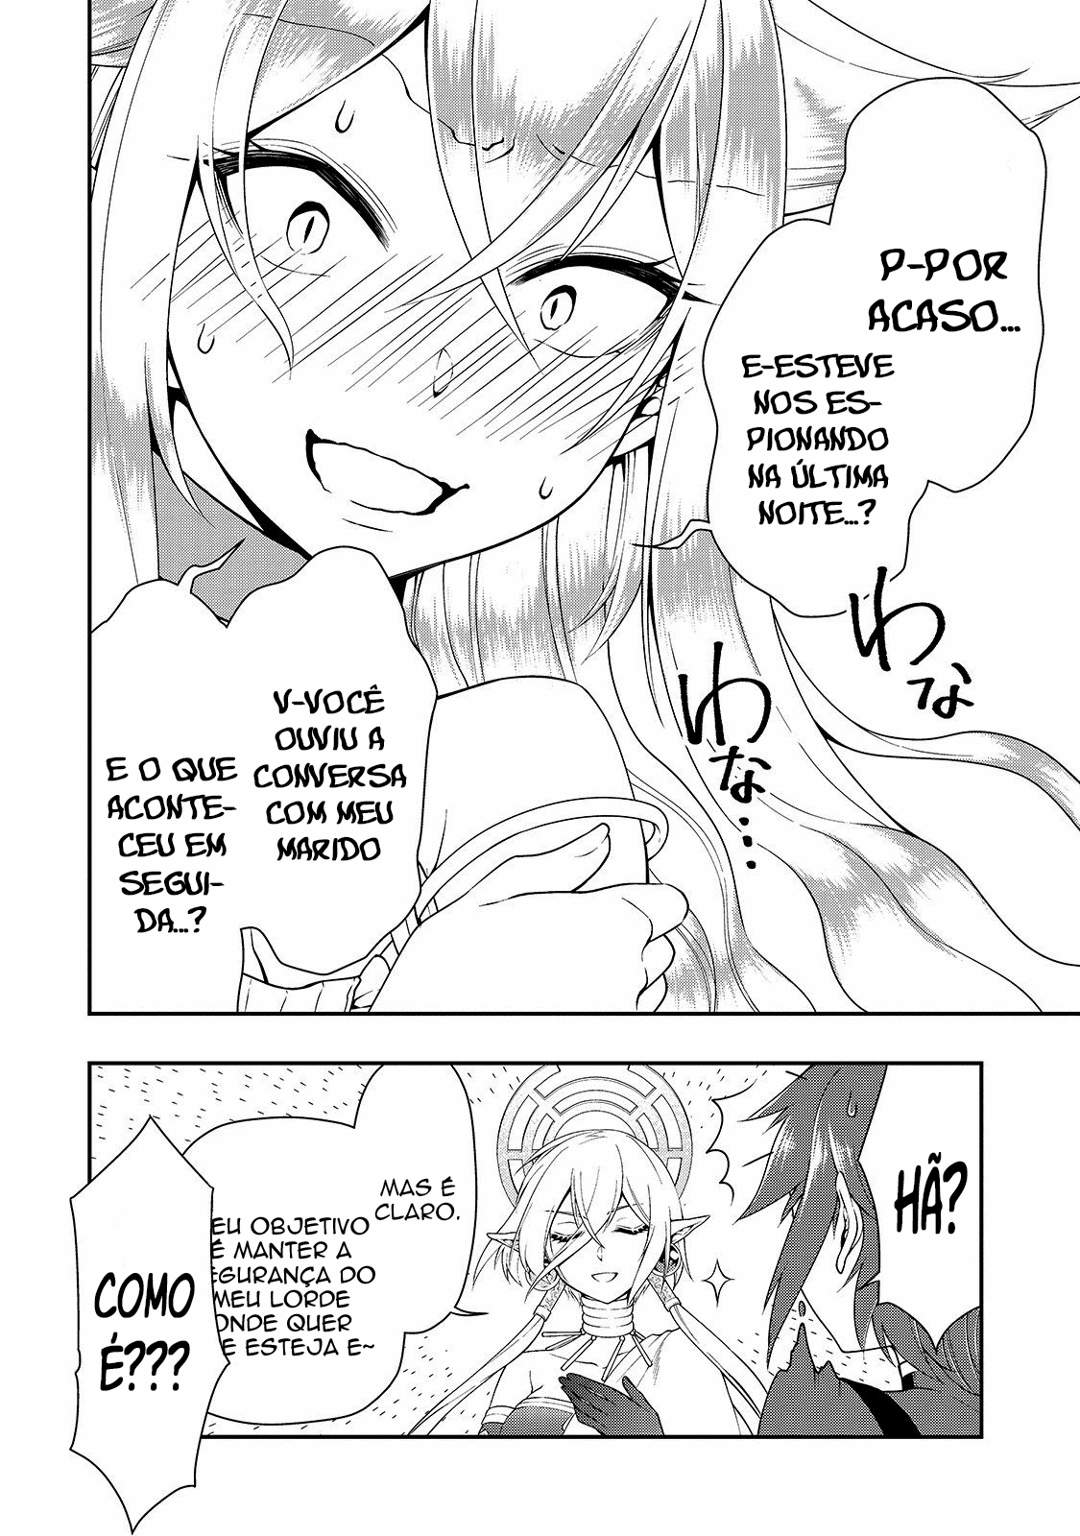 P-POR
ACASO...
E-ESTEVE
NOS ES-
PIONANDO
NA ÚLTIMA
NOITE...?
わな
わな…
V-VOCÊ
OUVIU A
CONVERSA
COM MEU
MARIDO
E O QUE
ACONTE-
CEU EM
SEGUI-
DA...?
HÃ?
MAS É
CLARO,
EU OBJETIVO
É MANTER A
EGURANÇA DO
MEU LORDE
ONDE QUER
E ESTEJA E~
COMO
É???